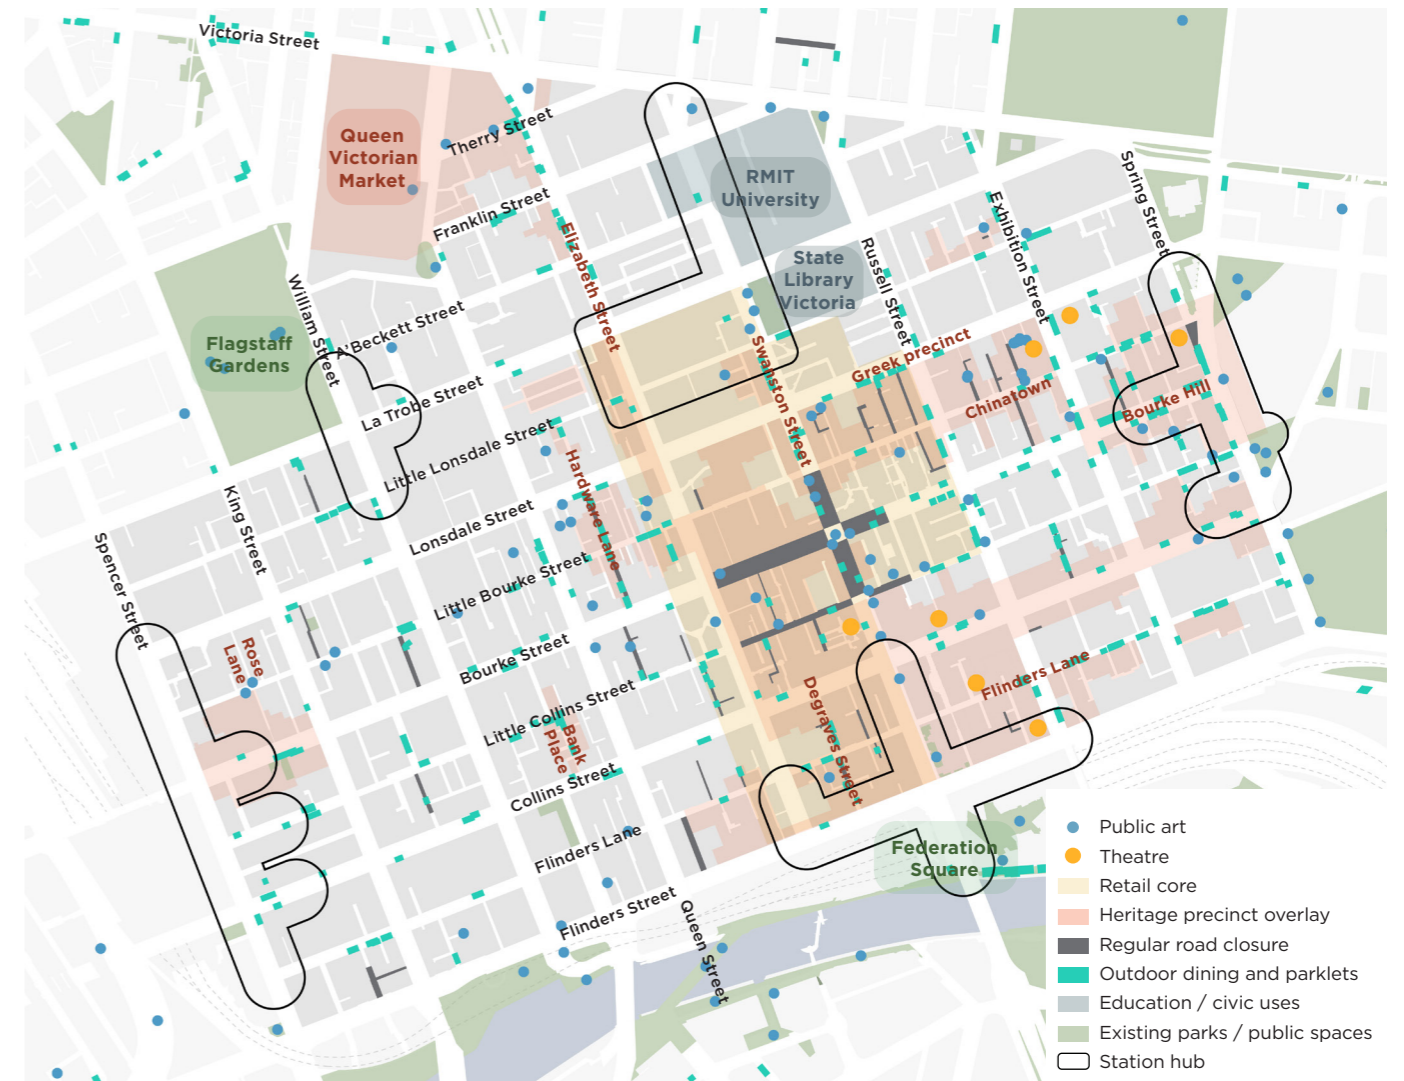 Victoria Street
Queen
Victorian
Market
Therry Street
RMIT
University
Franklin Street
Spring Street
Exhibition Street
Elizabeth Street
State
Library
Victoria
Russell Street
William Street
A'Beckett Street
Flagstaff
Gardens
Swanston Street
Greek precinct
Chinatown
Bourke Hill
La Trobe Street
Little Lonsdale Street
Hardware Lane
King Street
Lonsdale Street
Spencer Street
Little Bourke Street
Rose
Lane
Bourke Street
Little Collins Street
Bank
Place
Degraves Street
Flinders Lane
Collins Street
Flinders Lane
Federation
Square
Flinders Street
Queen Street
Public art
Theatre
Retail core
Heritage precinct overlay
Regular road closure
Outdoor dining and parklets
Education / civic uses
Existing parks / public spaces
Station hub